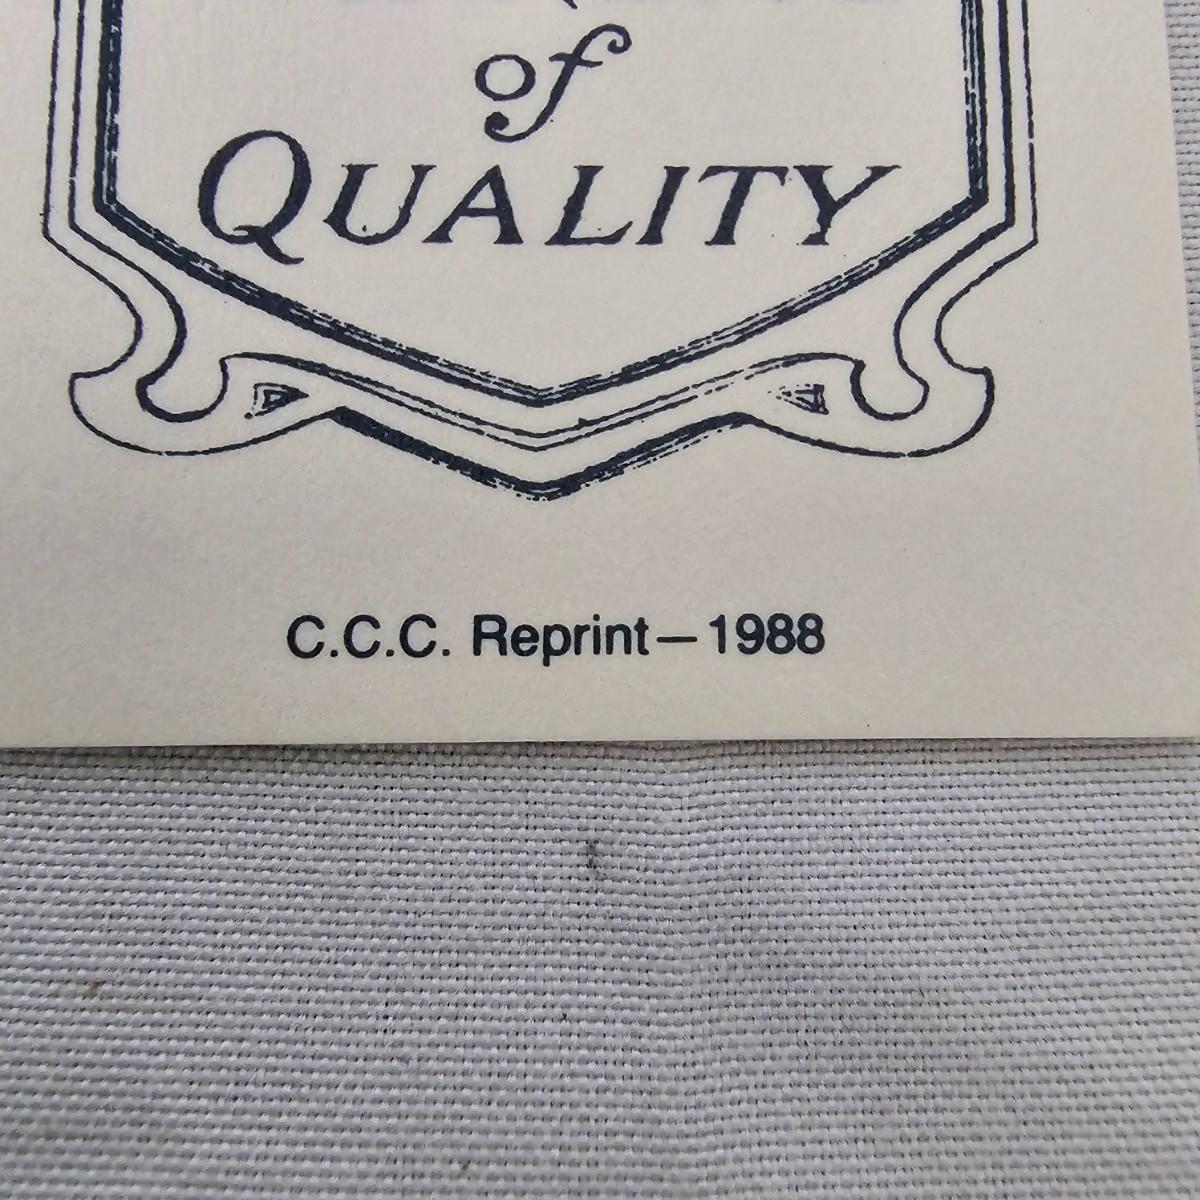 of
QUALITY
C.C.C. Reprint—1988